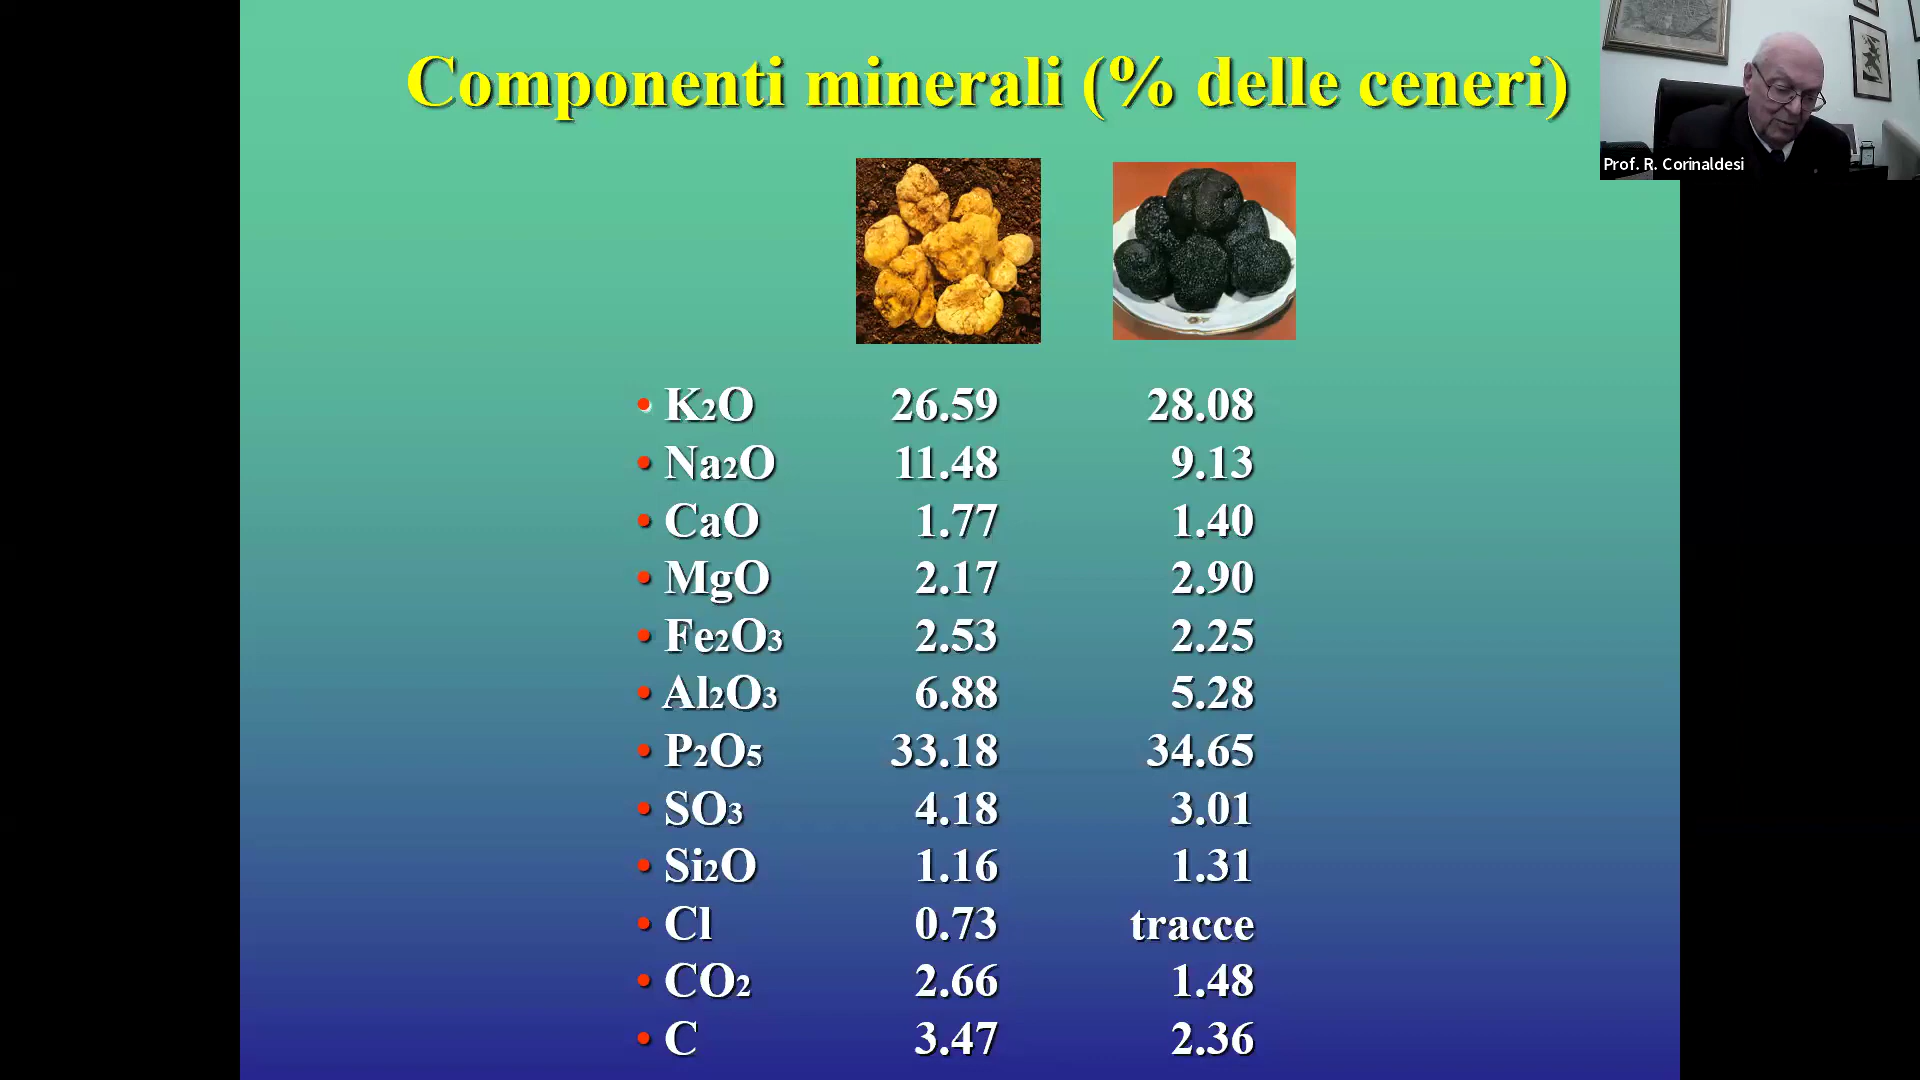 Componenti minerali (% delle ceneri)
Prof. R. Corinaldesi
• K2O 26.59 28.08
• Na2O 11.48 9.13
• CaO 1.77 1.40
• MgO 2.17 2.90
• Fe2O3 2.53 2.25
• Al2O3 6.88 5.28
• P2O5 33.18 34.65
• SO3 4.18 3.01
• Si2O 1.16 1.31
• Cl 0.73 tracce
• CO2 2.66 1.48
• C 3.47 2.36